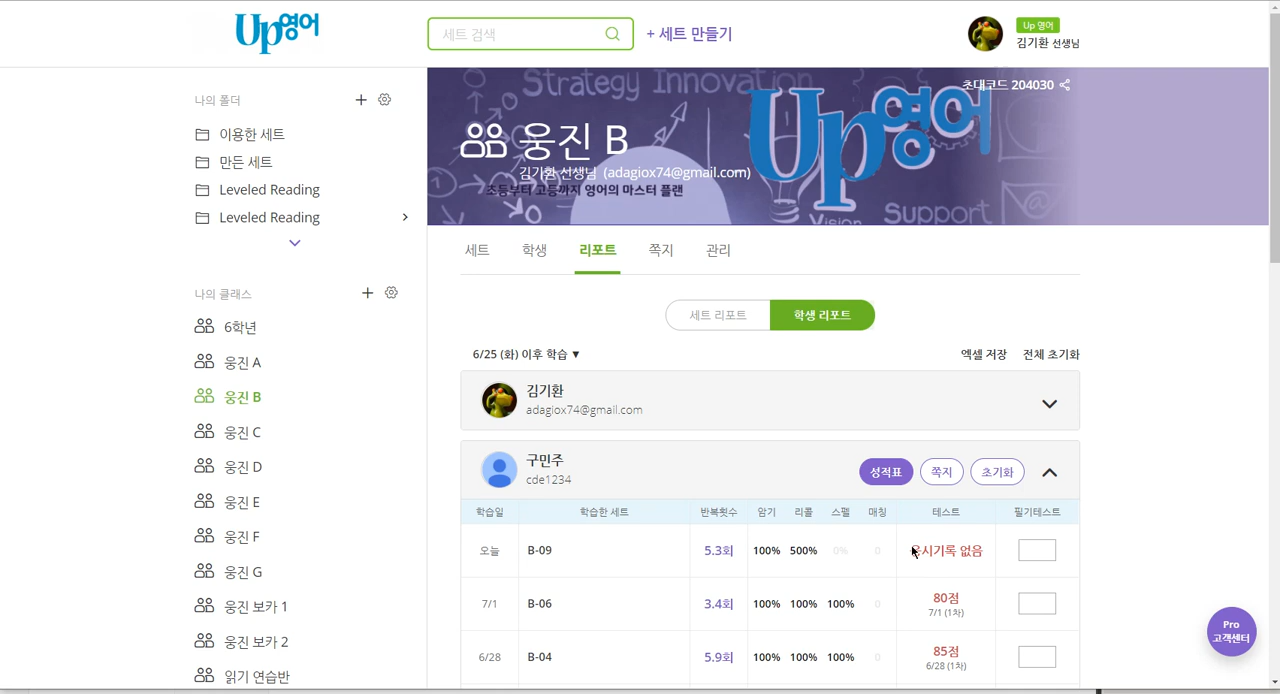 Up영어
세트 검색
+ 세트 만들기
Up 영어
김기환 선생님
나의 폴더
이용한 세트
만든 세트
Leveled Reading
Leveled Reading
나의 클래스
6학년
웅진 A
웅진 B
웅진 C
웅진 D
웅진 E
웅진 F
웅진 G
웅진 보카 1
웅진 보카 2
읽기 연습반
Strategy Innovation
초대코드 204030
Up영어
웅진 B
김기환 선생님 (adagiox74@gmail.com)
초등부터 고등까지 영어의 마스터 플랜
Vision
Support
세트 학생 리포트 쪽지 관리
세트 리포트 학생 리포트
6/25 (화) 이후 학습 ▼
엑셀 저장 전체 초기화
김기환
adagiox74@gmail.com
구민주
cde1234
성적표 쪽지 초기화
학습일 학습한 세트 반복횟수 암기 리콜 스펠 매칭 테스트 필기테스트
오늘 B-09 5.3회 100% 500% 0% 0 응시기록 없음
7/1 B-06 3.4회 100% 100% 100% 0 80점
7/1 (1차)
6/28 B-04 5.9회 100% 100% 100% 0 85점
6/28 (1차)
Pro
고객센터